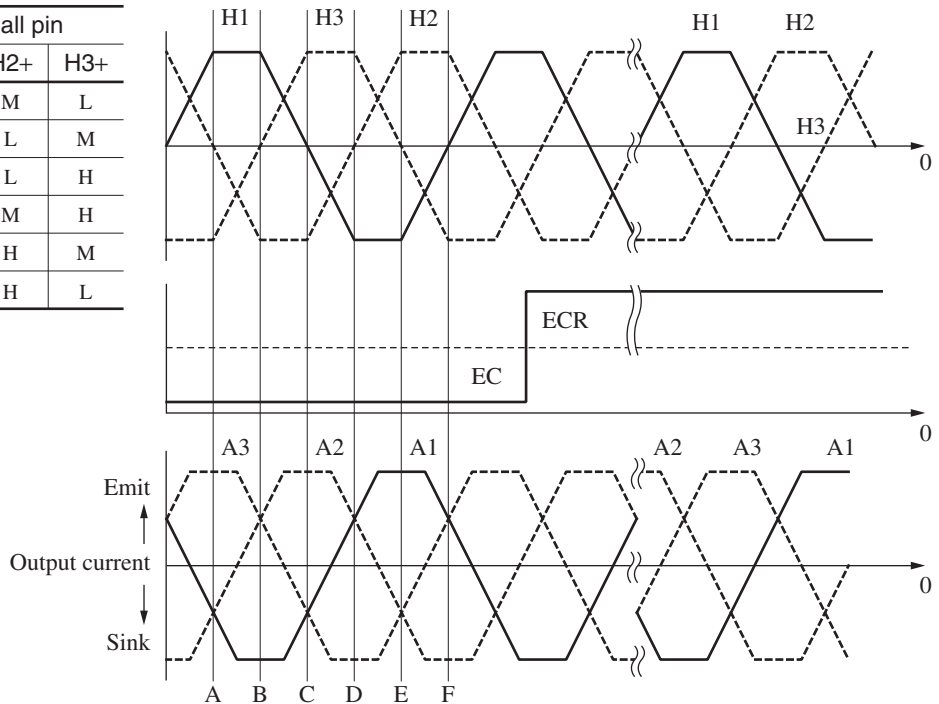 all pin
H2+ H3+
M L
L M
L H
M H
H M
H L
H1 H3 H2 H1 H2
H3
0
ECR
EC
0
A3 A2 A1 A2 A3 A1
Emit
Output current
0
Sink
A B C D E F